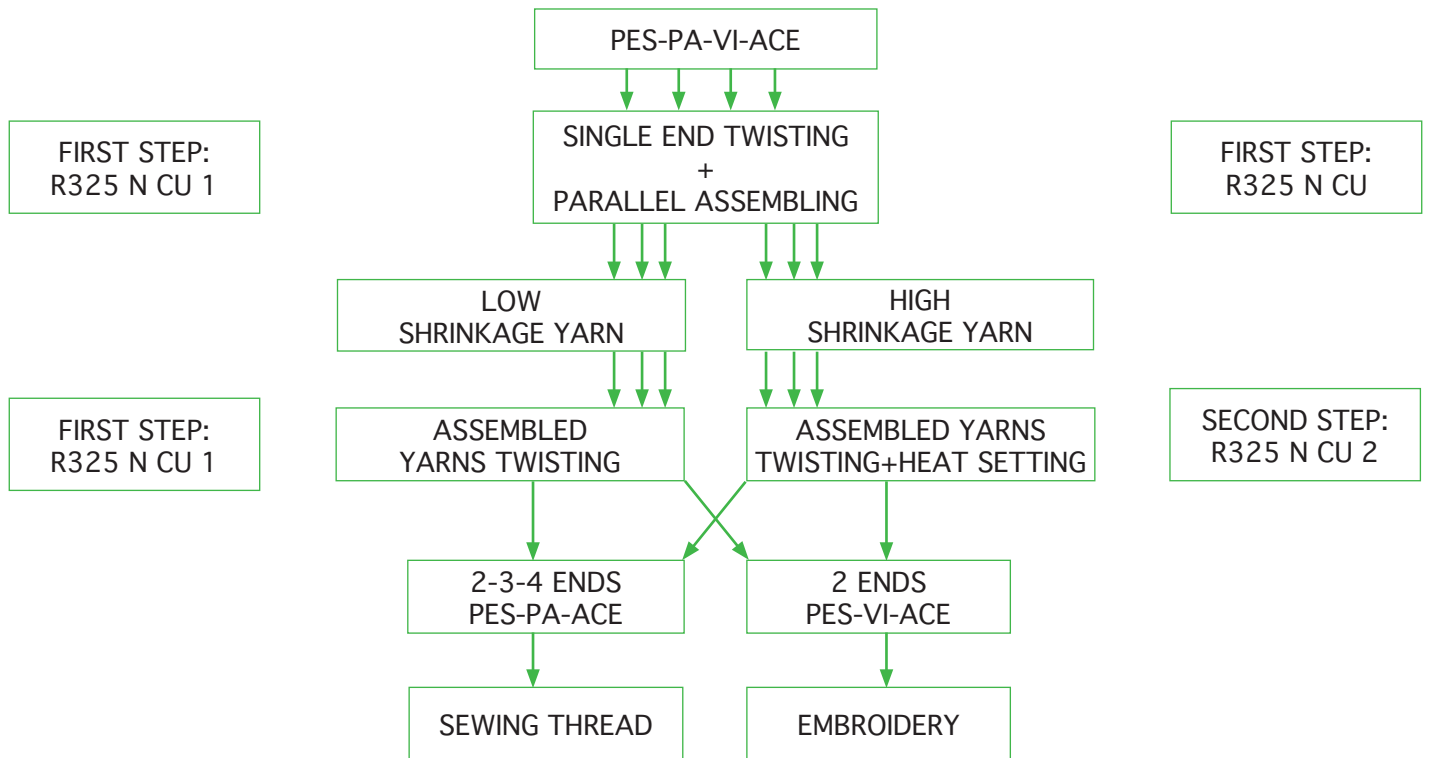 PES-PA-VI-ACE
FIRST STEP:
R325 N CU 1
SINGLE END TWISTING
+
PARALLEL ASSEMBLING
FIRST STEP:
R325 N CU
LOW
SHRINKAGE YARN
HIGH
SHRINKAGE YARN
FIRST STEP:
R325 N CU 1
ASSEMBLED
YARNS TWISTING
ASSEMBLED YARNS
TWISTING+HEAT SETTING
SECOND STEP:
R325 N CU 2
2-3-4 ENDS
PES-PA-ACE
2 ENDS
PES-VI-ACE
SEWING THREAD
EMBROIDERY